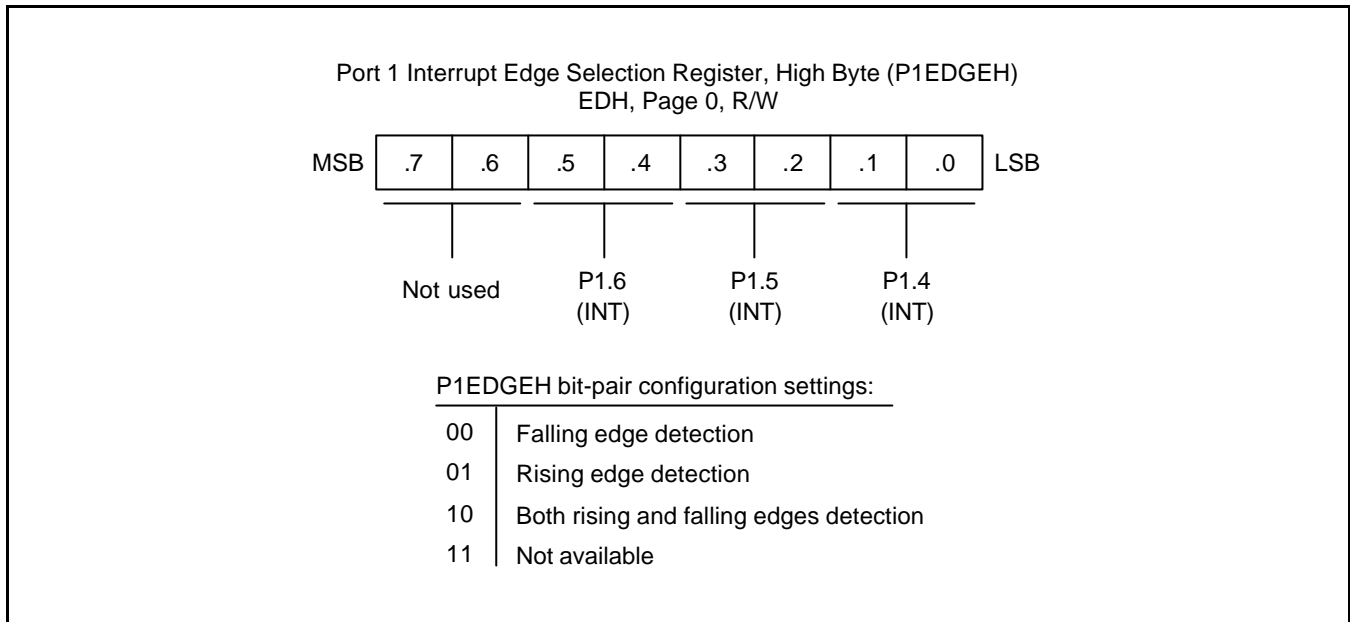 Port 1 Interrupt Edge Selection Register, High Byte (P1EDGEH)
EDH, Page 0, R/W
MSB .7 .6 .5 .4 .3 .2 .1 .0 LSB
Not used P1.6 P1.5 P1.4
(INT) (INT) (INT)
P1EDGEH bit-pair configuration settings:
00 Falling edge detection
01 Rising edge detection
10 Both rising and falling edges detection
11 Not available